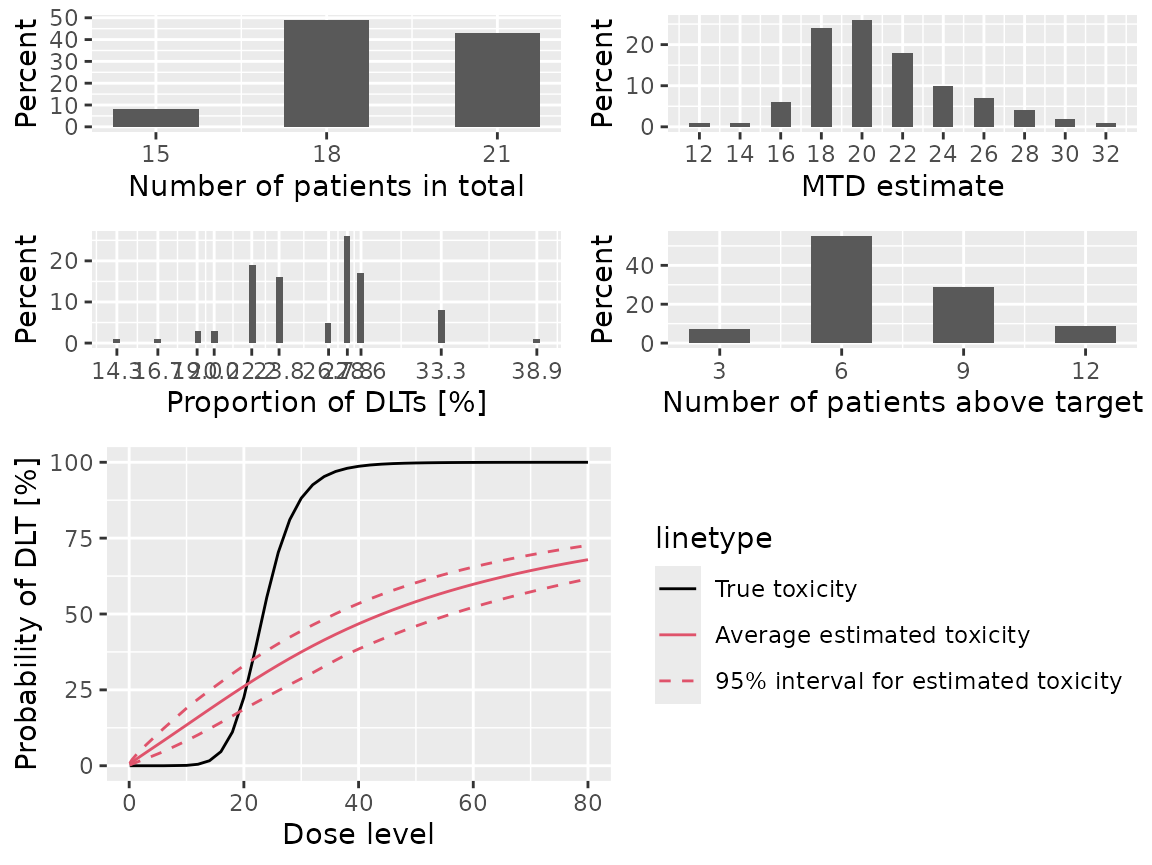 Percent
50
40
30
20
10
0
15 18 21
Number of patients in total
Percent
20
10
0
12 14 16 18 20 22 24 26 28 30 32
MTD estimate
Percent
20
10
0
14.3 16.7 33.3 38.9
Proportion of DLTs [%]
Percent
40
20
0
3 6 9 12
Number of patients above target
Probability of DLT [%]
100
75
50
25
0
0 20 40 60 80
Dose level
linetype
True toxicity
Average estimated toxicity
95% interval for estimated toxicity